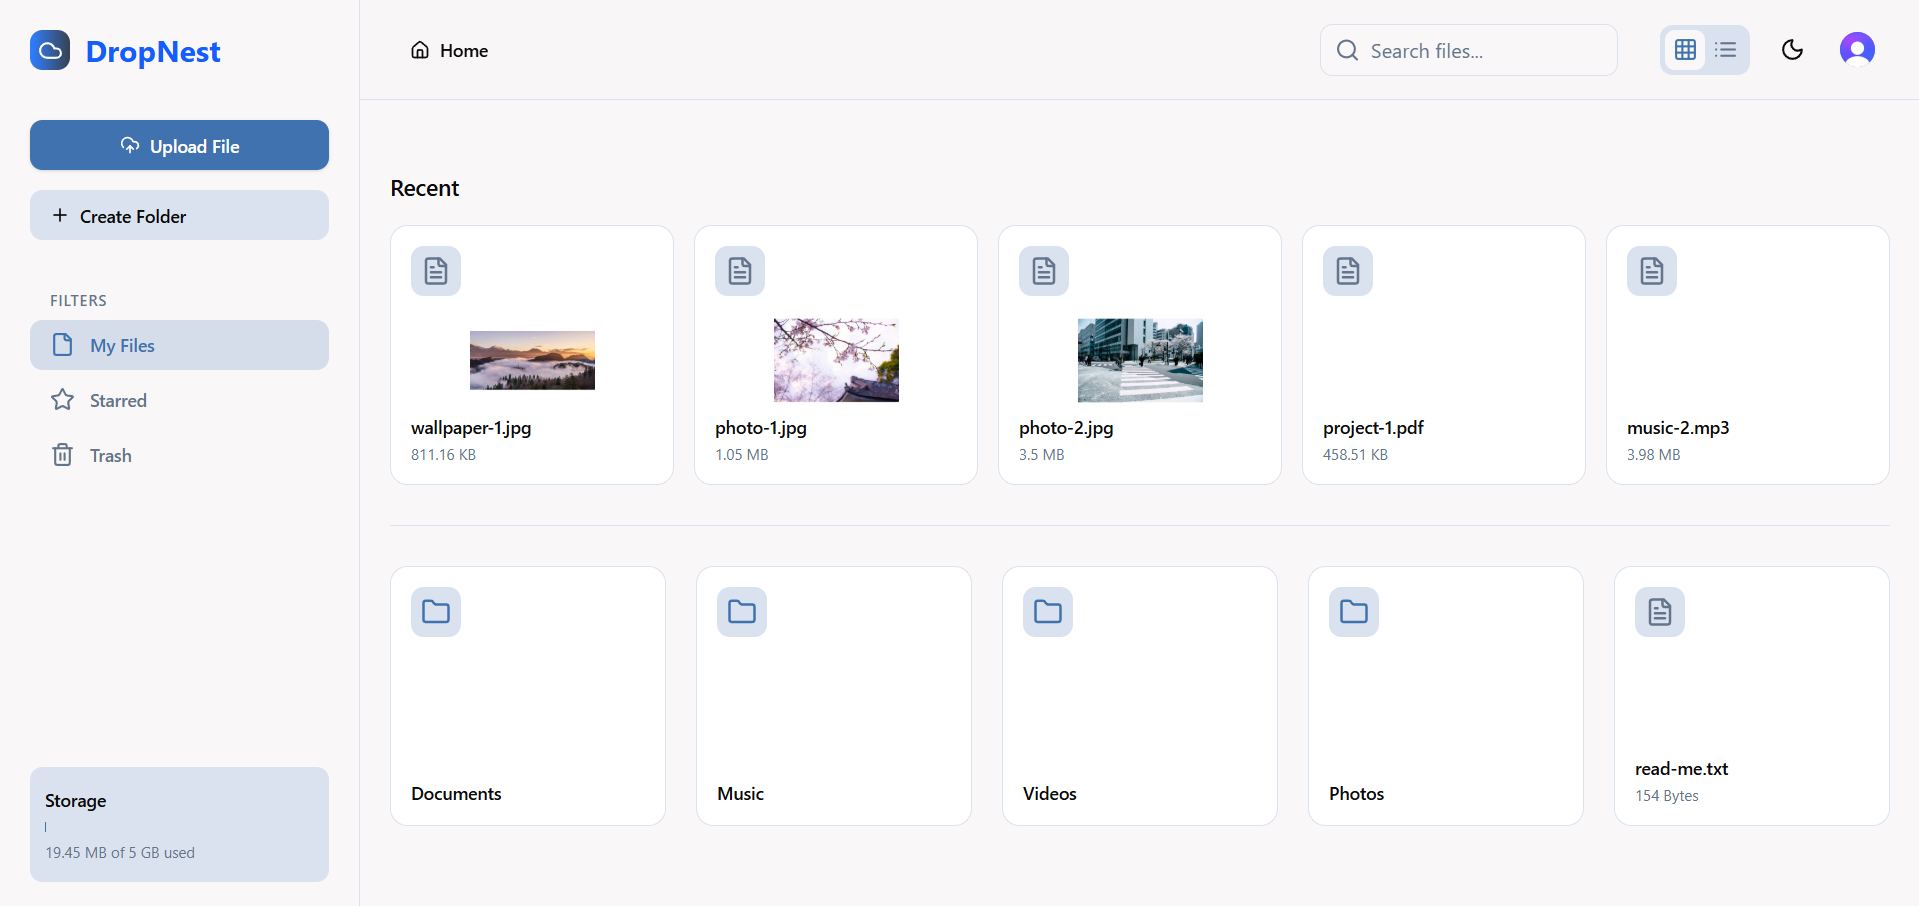 DropNest
Upload File
Create Folder
FILTERS
My Files
Starred
Trash
Storage
19.45 MB of 5 GB used
Home
Search files...
Recent
wallpaper-1.jpg
811.16 KB
photo-1.jpg
1.05 MB
photo-2.jpg
3.5 MB
project-1.pdf
458.51 KB
music-2.mp3
3.98 MB
Documents
Music
Videos
Photos
read-me.txt
154 Bytes